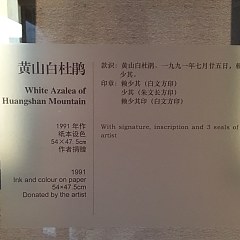 黄山白杜鹃
White Azalea of
Huangshan Mountain
1991 年作
纸本设色
54×47.5cm
作者捐赠
1991
Ink and colour on paper
54×47.5cm
Donated by the artist
款识：黄山白杜鹃。一九九一年七月廿五日，赖
少其。
印章：赖少其（白文方印）
少其（朱文长方印）
赖少其印（白文方印）
With signature, inscription and 3 seals of
artist